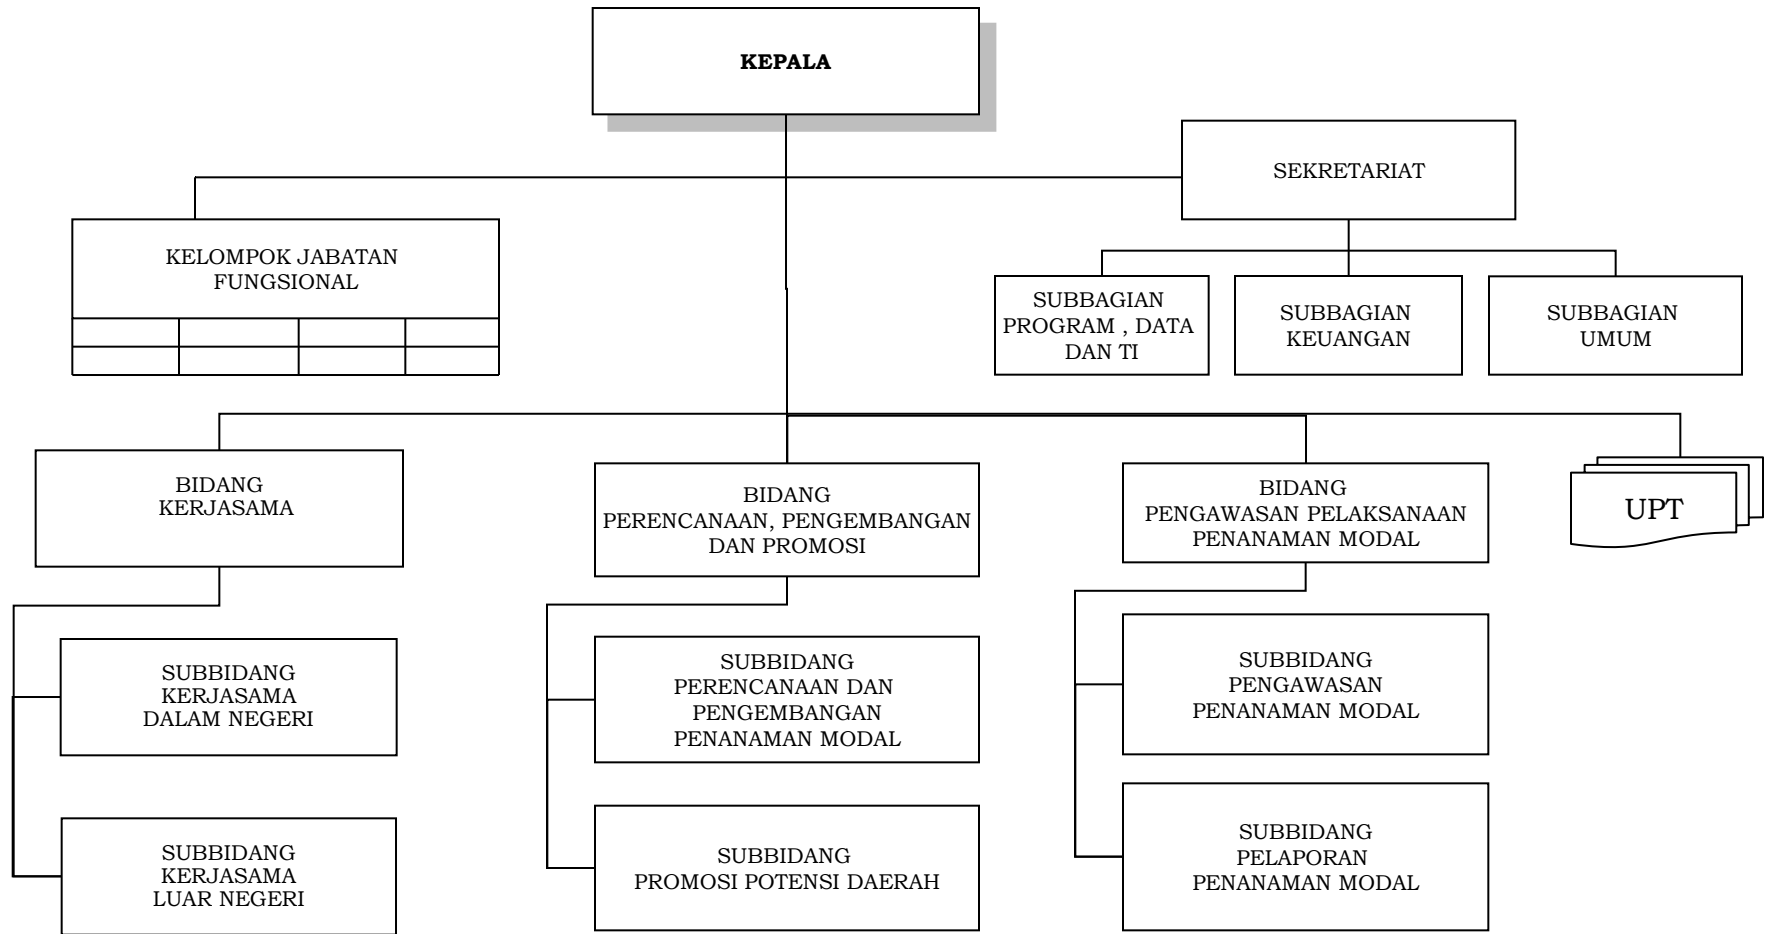 KEPALA
SEKRETARIAT
KELOMPOK JABATAN
FUNGSIONAL
SUBBAGIAN
PROGRAM , DATA
DAN TI
SUBBAGIAN
KEUANGAN
SUBBAGIAN
UMUM
BIDANG
KERJASAMA
BIDANG
PERENCANAAN, PENGEMBANGAN
DAN PROMOSI
BIDANG
PENGAWASAN PELAKSANAAN
PENANAMAN MODAL
UPT
SUBBIDANG
KERJASAMA
DALAM NEGERI
SUBBIDANG
PERENCANAAN DAN
PENGEMBANGAN
PENANAMAN MODAL
SUBBIDANG
PENGAWASAN
PENANAMAN MODAL
SUBBIDANG
KERJASAMA
LUAR NEGERI
SUBBIDANG
PROMOSI POTENSI DAERAH
SUBBIDANG
PELAPORAN
PENANAMAN MODAL